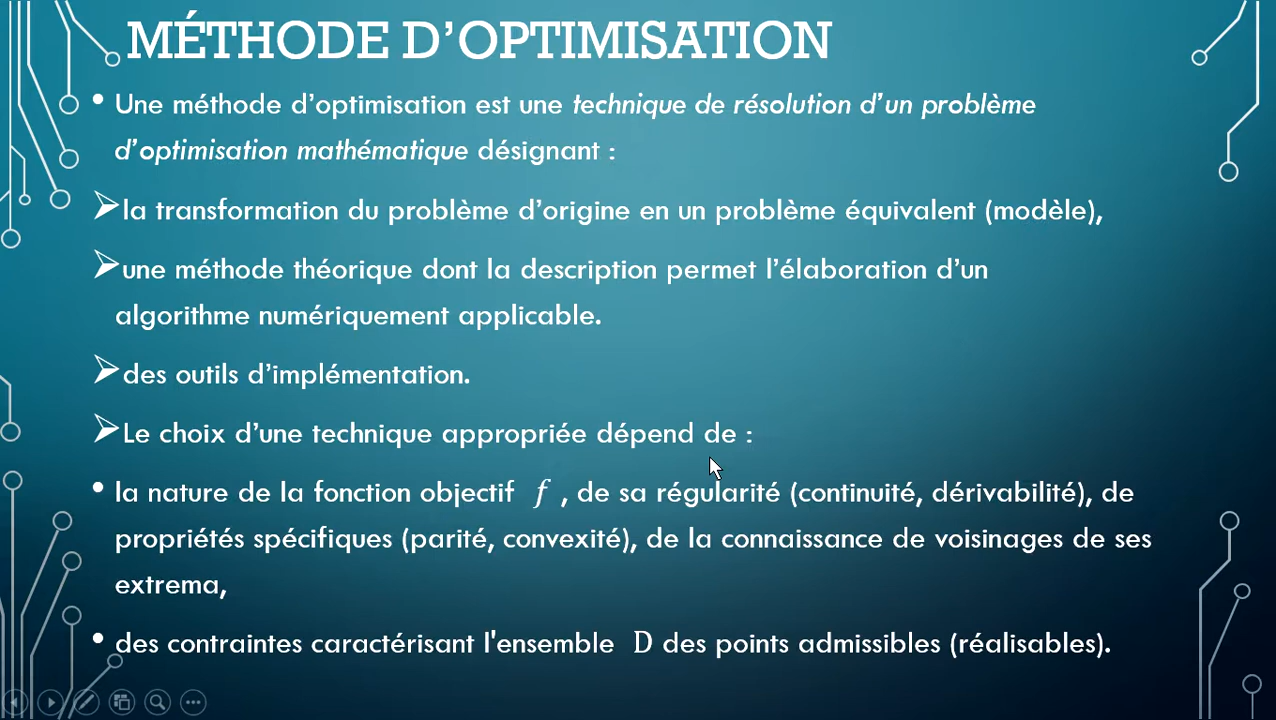 MÉTHODE D’OPTIMISATION
• Une méthode d’optimisation est une technique de résolution d’un problème
d’optimisation mathématique désignant :
➢la transformation du problème d’origine en un problème équivalent (modèle),
➢une méthode théorique dont la description permet l’élaboration d’un
algorithme numériquement applicable.
➢des outils d’implémentation.
➢Le choix d’une technique appropriée dépend de :
• la nature de la fonction objectif f , de sa régularité (continuité, dérivabilité), de
propriétés spécifiques (parité, convexité), de la connaissance de voisinages de ses
extrema,
• des contraintes caractérisant l'ensemble D des points admissibles (réalisables).